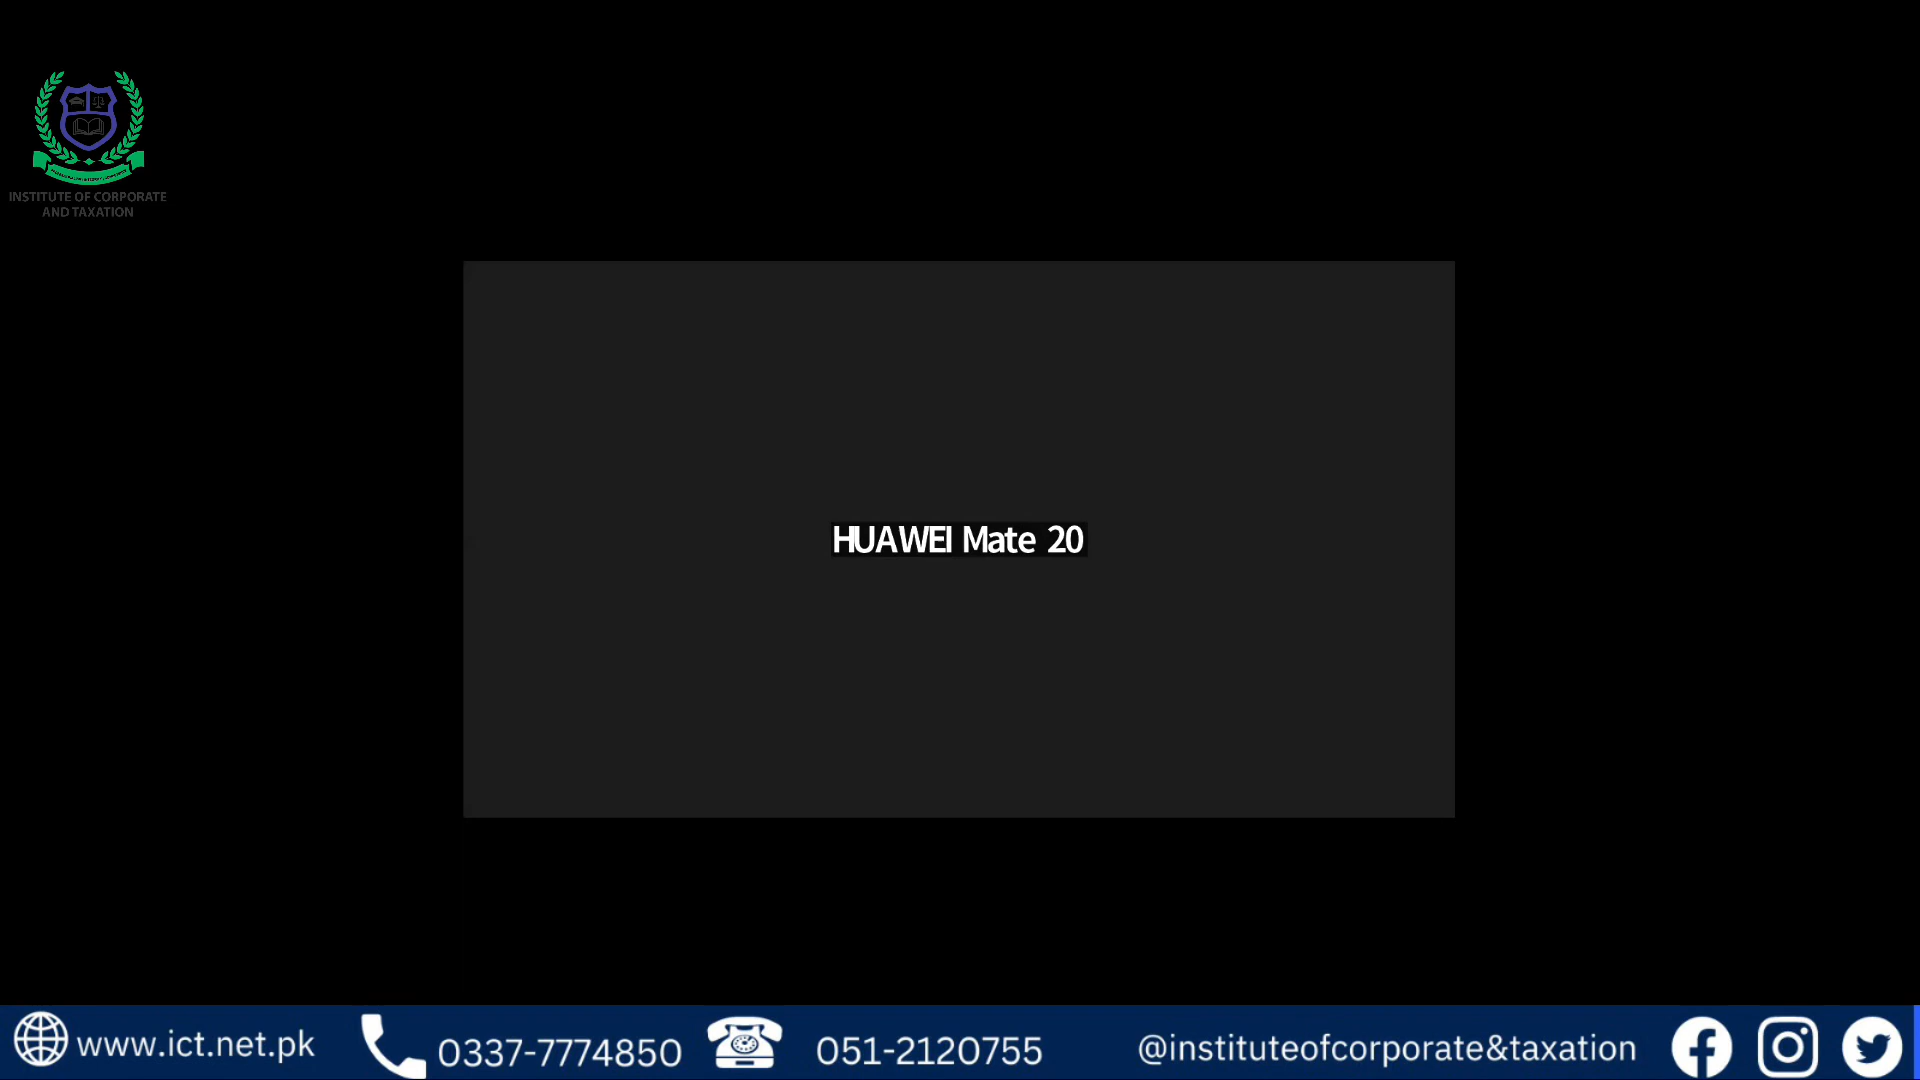 INSTITUTE OF CORPORATE
AND TAXATION
HUAWEI Mate 20
www.ict.net.pk
0337-7774850
051-2120755
@instituteofcorporate&taxation